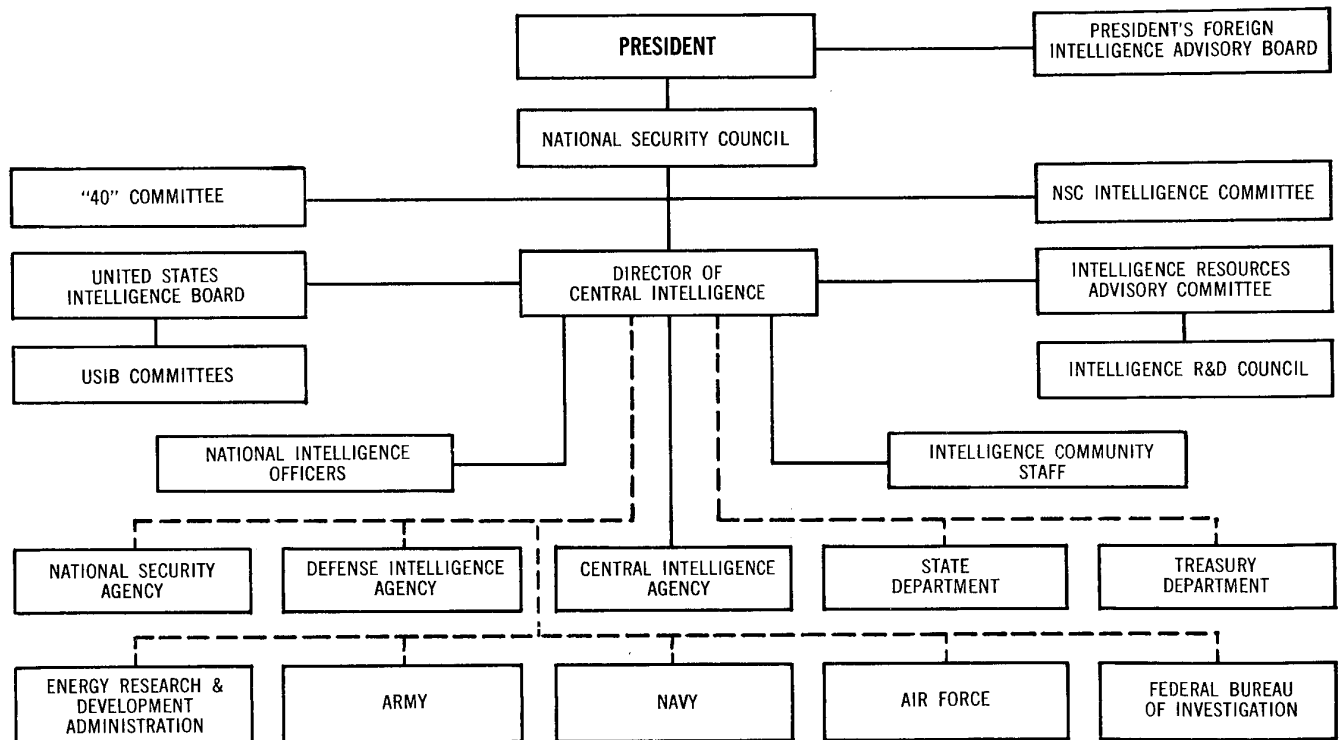 PRESIDENT
PRESIDENT'S FOREIGN
INTELLIGENCE ADVISORY BOARD
NATIONAL SECURITY COUNCIL
"40" COMMITTEE
NSC INTELLIGENCE COMMITTEE
UNITED STATES
INTELLIGENCE BOARD
DIRECTOR OF
CENTRAL INTELLIGENCE
INTELLIGENCE RESOURCES
ADVISORY COMMITTEE
USIB COMMITTEES
INTELLIGENCE R&D COUNCIL
NATIONAL INTELLIGENCE
OFFICERS
INTELLIGENCE COMMUNITY
STAFF
NATIONAL SECURITY
AGENCY
DEFENSE INTELLIGENCE
AGENCY
CENTRAL INTELLIGENCE
AGENCY
STATE
DEPARTMENT
TREASURY
DEPARTMENT
ENERGY RESEARCH &
DEVELOPMENT
ADMINISTRATION
ARMY
NAVY
AIR FORCE
FEDERAL BUREAU
OF INVESTIGATION